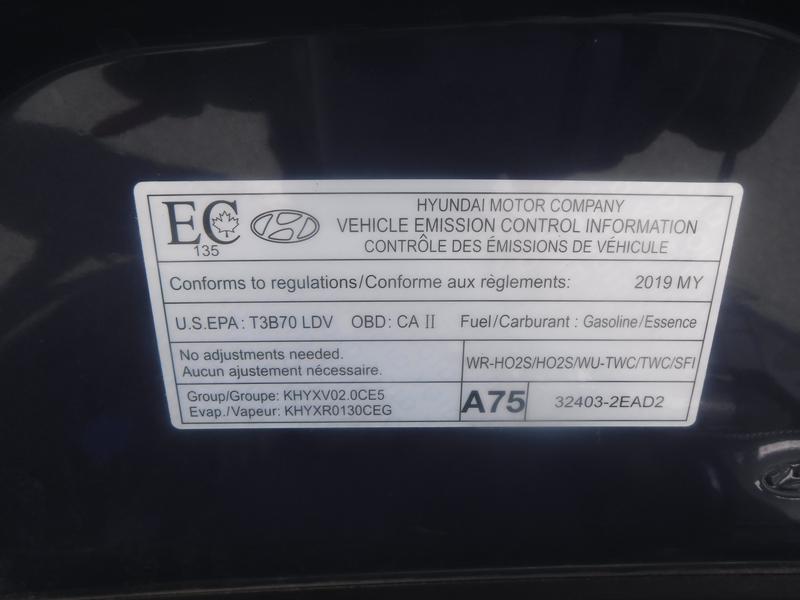 EC
135
HYUNDAI MOTOR COMPANY
VEHICLE EMISSION CONTROL INFORMATION
CONTRÔLE DES ÉMISSIONS DE VÉHICULE
Conforms to regulations/Conforme aux règlements: 2019 MY
U.S.EPA: T3B70 LDV OBD: CA II Fuel/Carburant : Gasoline/Essence
No adjustments needed.
Aucun ajustement nécessaire.
WR-HO2S/HO2S/WU-TWC/TWC/SFI
Group/Groupe: KHYXV02.0CE5
Evap./Vapeur: KHYXR0130CEG
A75
32403-2EAD2